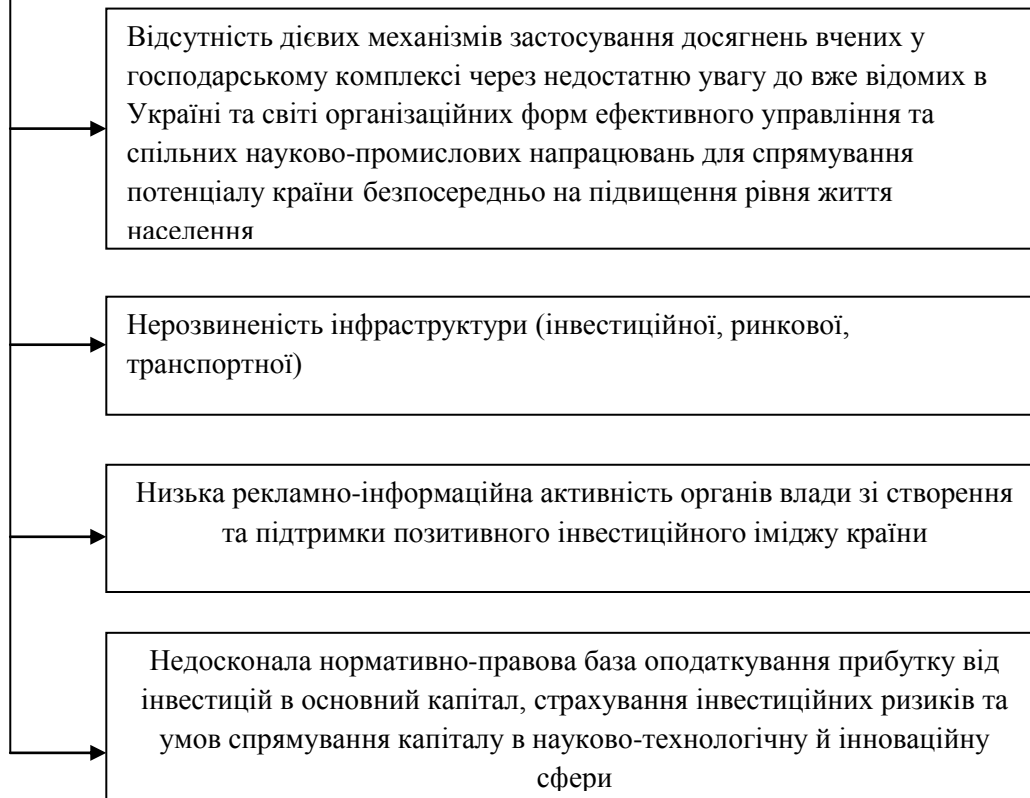 Відсутність дієвих механізмів застосування досягнень вчених у
господарському комплексі через недостатню увагу до вже відомих в
Україні та світі організаційних форм ефективного управління та
спільних науково-промислових напрацювань для спрямування
потенціалу країни безпосередньо на підвищення рівня життя
населення
Нерозвиненість інфраструктури (інвестиційної, ринкової,
транспортної)
Низька рекламно-інформаційна активність органів влади зі створення
та підтримки позитивного інвестиційного іміджу країни
Недосконала нормативно-правова база оподаткування прибутку від
інвестицій в основний капітал, страхування інвестиційних ризиків та
умов спрямування капіталу в науково-технологічну й інноваційну
сфери